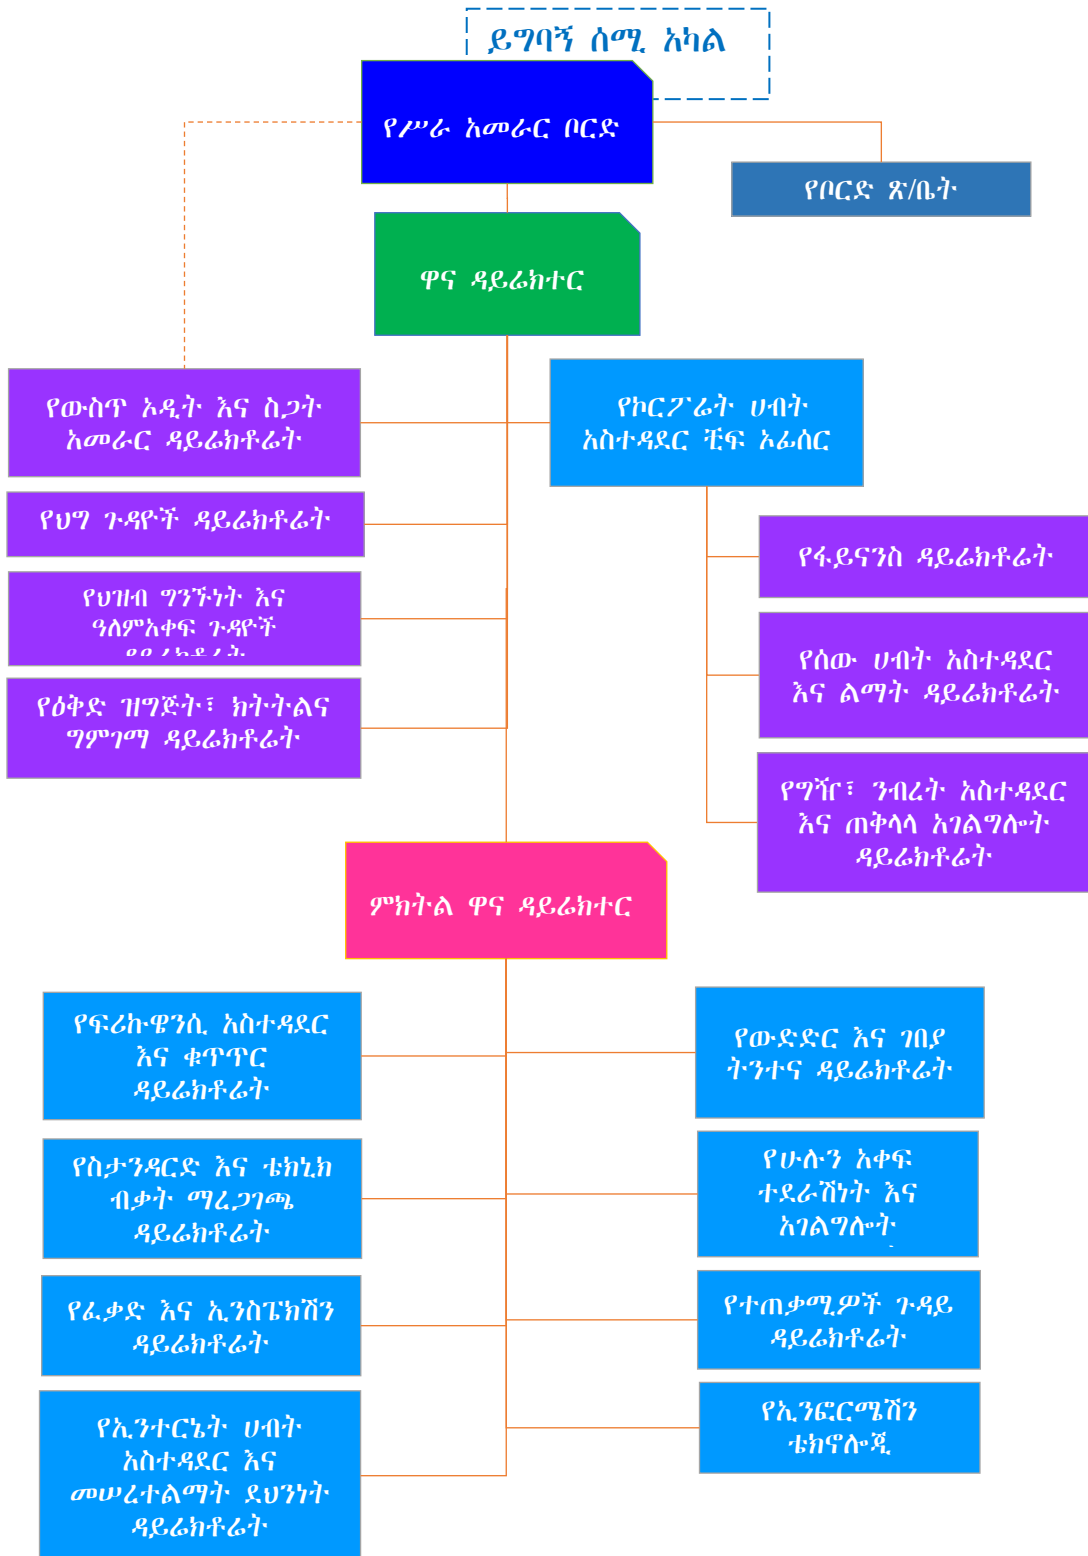 ይግባኝ ሰሚ አካል
የሥራ አመራር ቦርድ
የቦርድ ጽ/ቤት
ዋና ዳይሬክተር
የውስጥ ኦዲት እና ስጋት
አመራር ዳይሬክቶሬት
የኮርፖሬት ሀብት
አስተዳደር ቺፍ ኦፊሰር
የህግ ጉዳዮች ዳይሬክቶሬት
የህዝብ ግንኙነት እና
ዓለምአቀፍ ጉዳዮች
የዕቅድ ዝግጅት፣ ክትትልና
ግምገማ ዳይሬክቶሬት
የፋይናንስ ዳይሬክቶሬት
የሰው ሀብት አስተዳደር
እና ልማት ዳይሬክቶሬት
የግዥ፣ ንብረት አስተዳደር
እና ጠቅላላ አገልግሎት
ዳይሬክቶሬት
ምክትል ዋና ዳይሬክተር
የፍሪኩዌንሲ አስተዳደር
እና ቁጥጥር
ዳይሬክቶሬት
የስታንዳርድ እና ቴክኒክ
ብቃት ማረጋገጫ
ዳይሬክቶሬት
የፈቃድ እና ኢንስፔክሽን
ዳይሬክቶሬት
የኢንተርኔት ሀብት
አስተዳደር እና
መሠረተልማት ደህንነት
ዳይሬክቶሬት
የውድድር እና ገበያ
ትንተና ዳይሬክቶሬት
የሁሉን አቀፍ
ተደራሽነት እና
አገልግሎት
የተጠቃሚዎች ጉዳይ
ዳይሬክቶሬት
የኢንፎርሜሽን
ቴክኖሎጂ